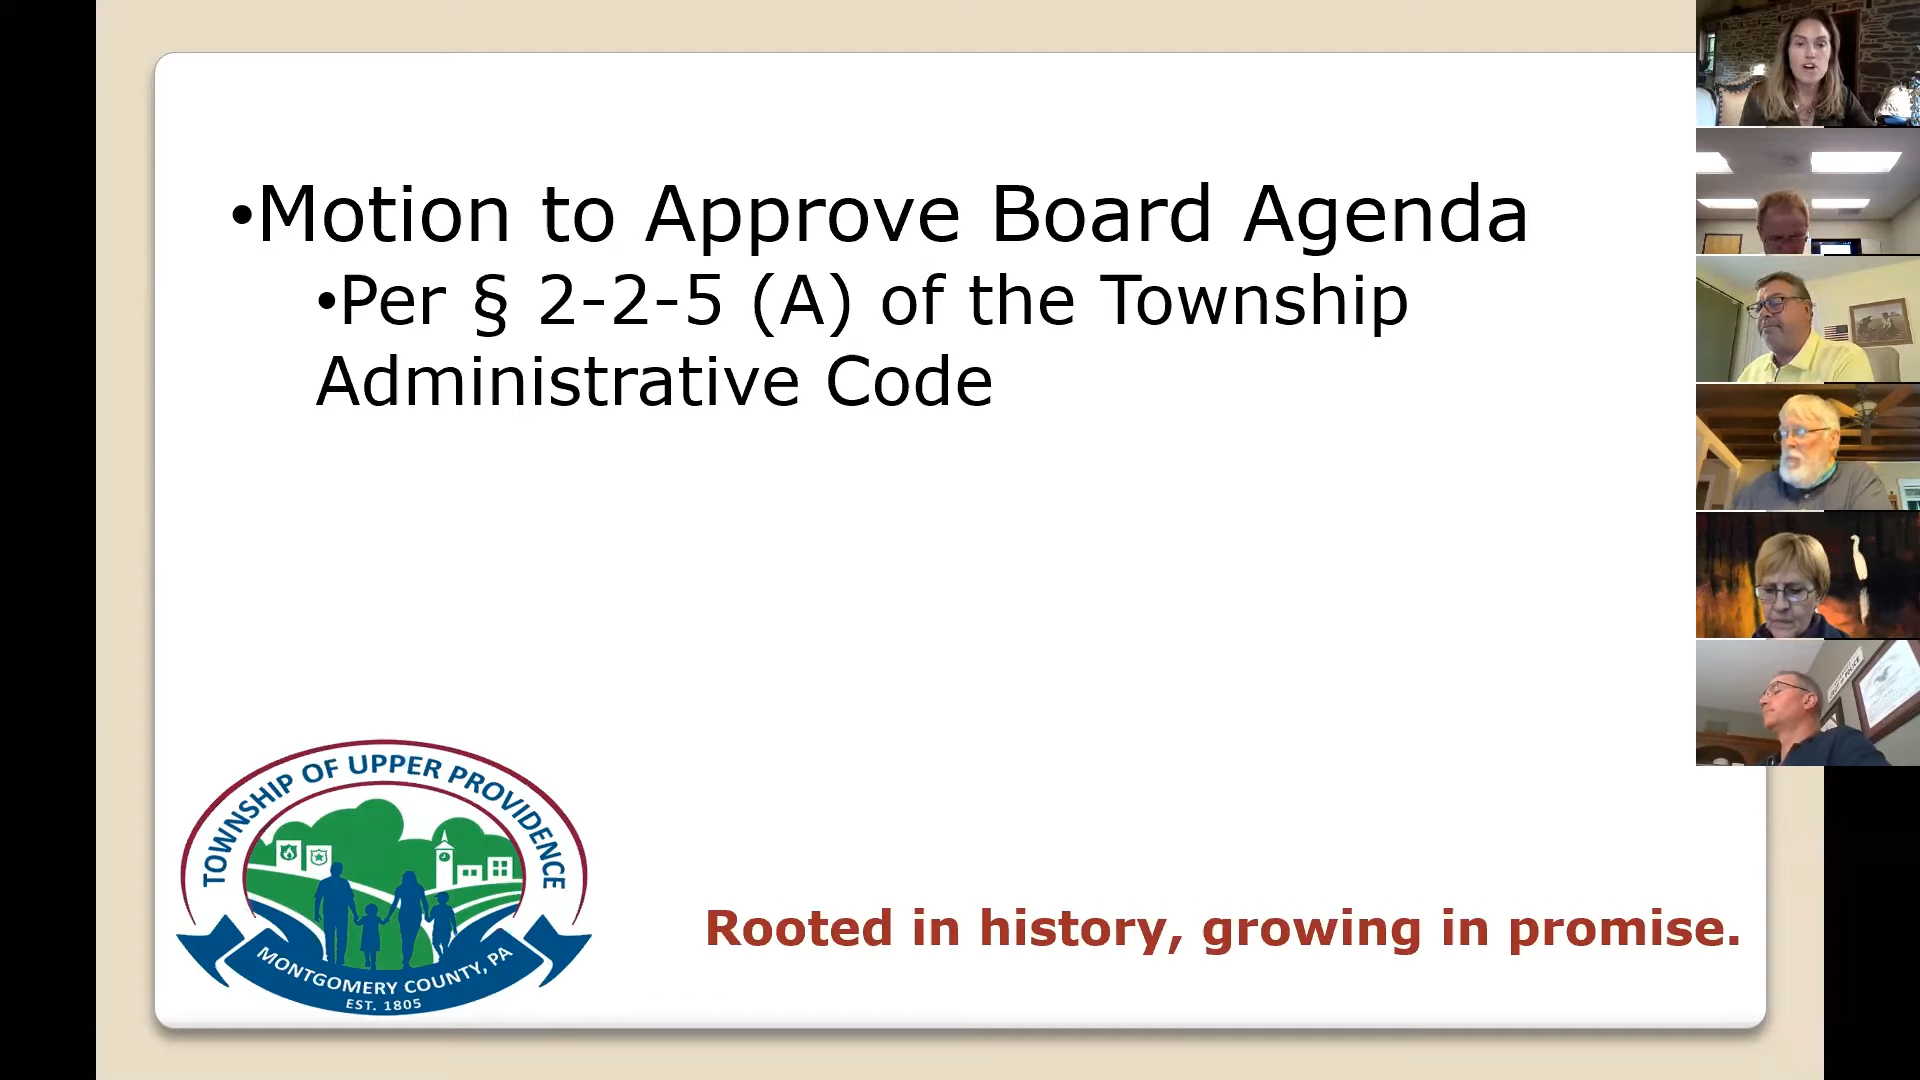 •Motion to Approve Board Agenda
•Per § 2-2-5 (A) of the Township
Administrative Code
TOWNSHIP OF UPPER PROVIDENCE
MONTGOMERY COUNTY, PA
EST. 1805
Rooted in history, growing in promise.